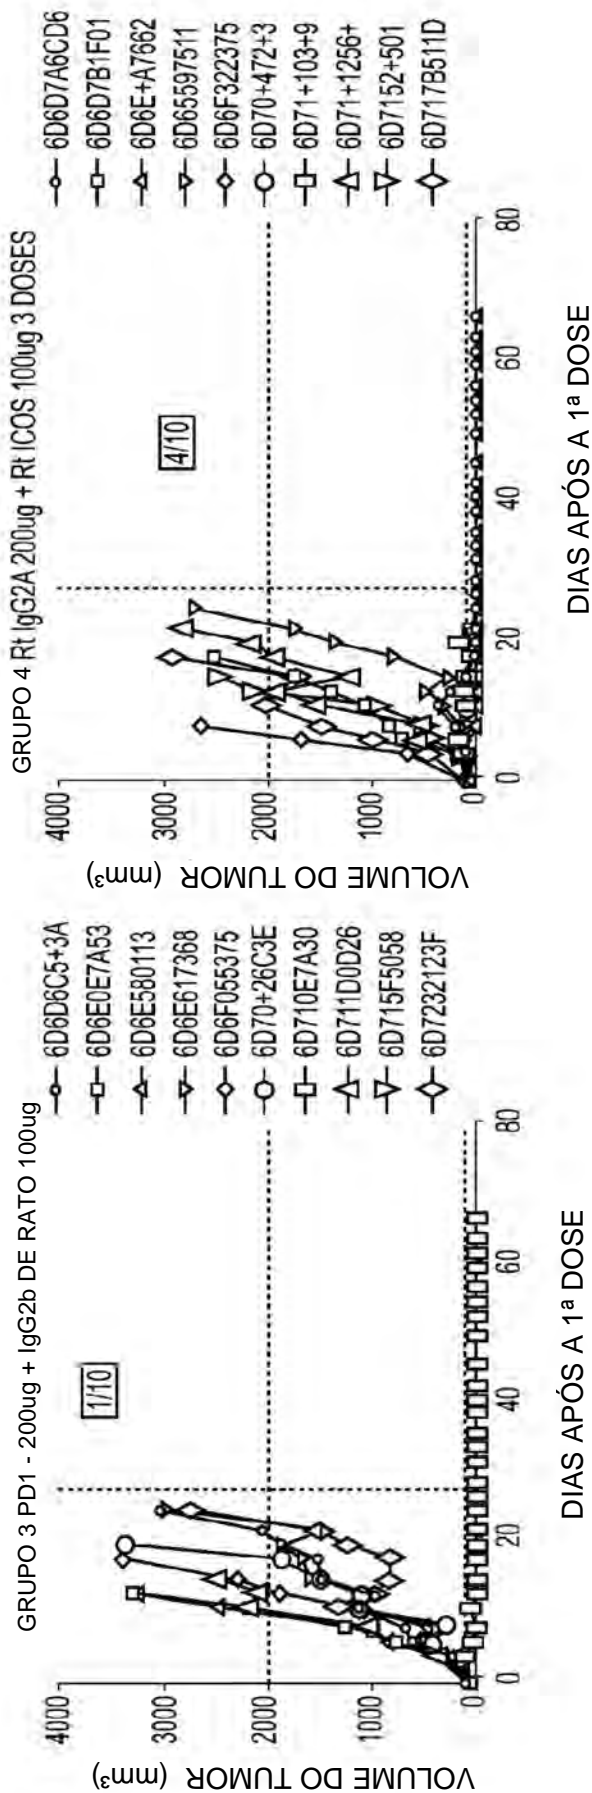 GRUPO 3 PD1 - 200ug + IgG2b DE RATO 100ug
VOLUME DO TUMOR (mm³)
4000
3000
2000
1000
0
1/10
0
20
40
60
80
DIAS APÓS A 1ª DOSE
6D6D6C5+3A
6D6E0E7A53
6D6E580113
6D6E617368
6D6F055375
6D70+26C3E
6D710E7A30
6D711D0D26
6D715F5058
6D7232123F
GRUPO 4 Rt IgG2A 200ug + Rt ICOS 100ug 3 DOSES
VOLUME DO TUMOR (mm³)
4000
3000
2000
1000
0
4/10
0
20
40
60
80
DIAS APÓS A 1ª DOSE
6D6D7A6CD6
6D6D7B1F01
6D6E+A7662
6D65597511
6D6F322375
6D70+472+3
6D71+103+9
6D71+1256+
6D7152+501
6D717B511D